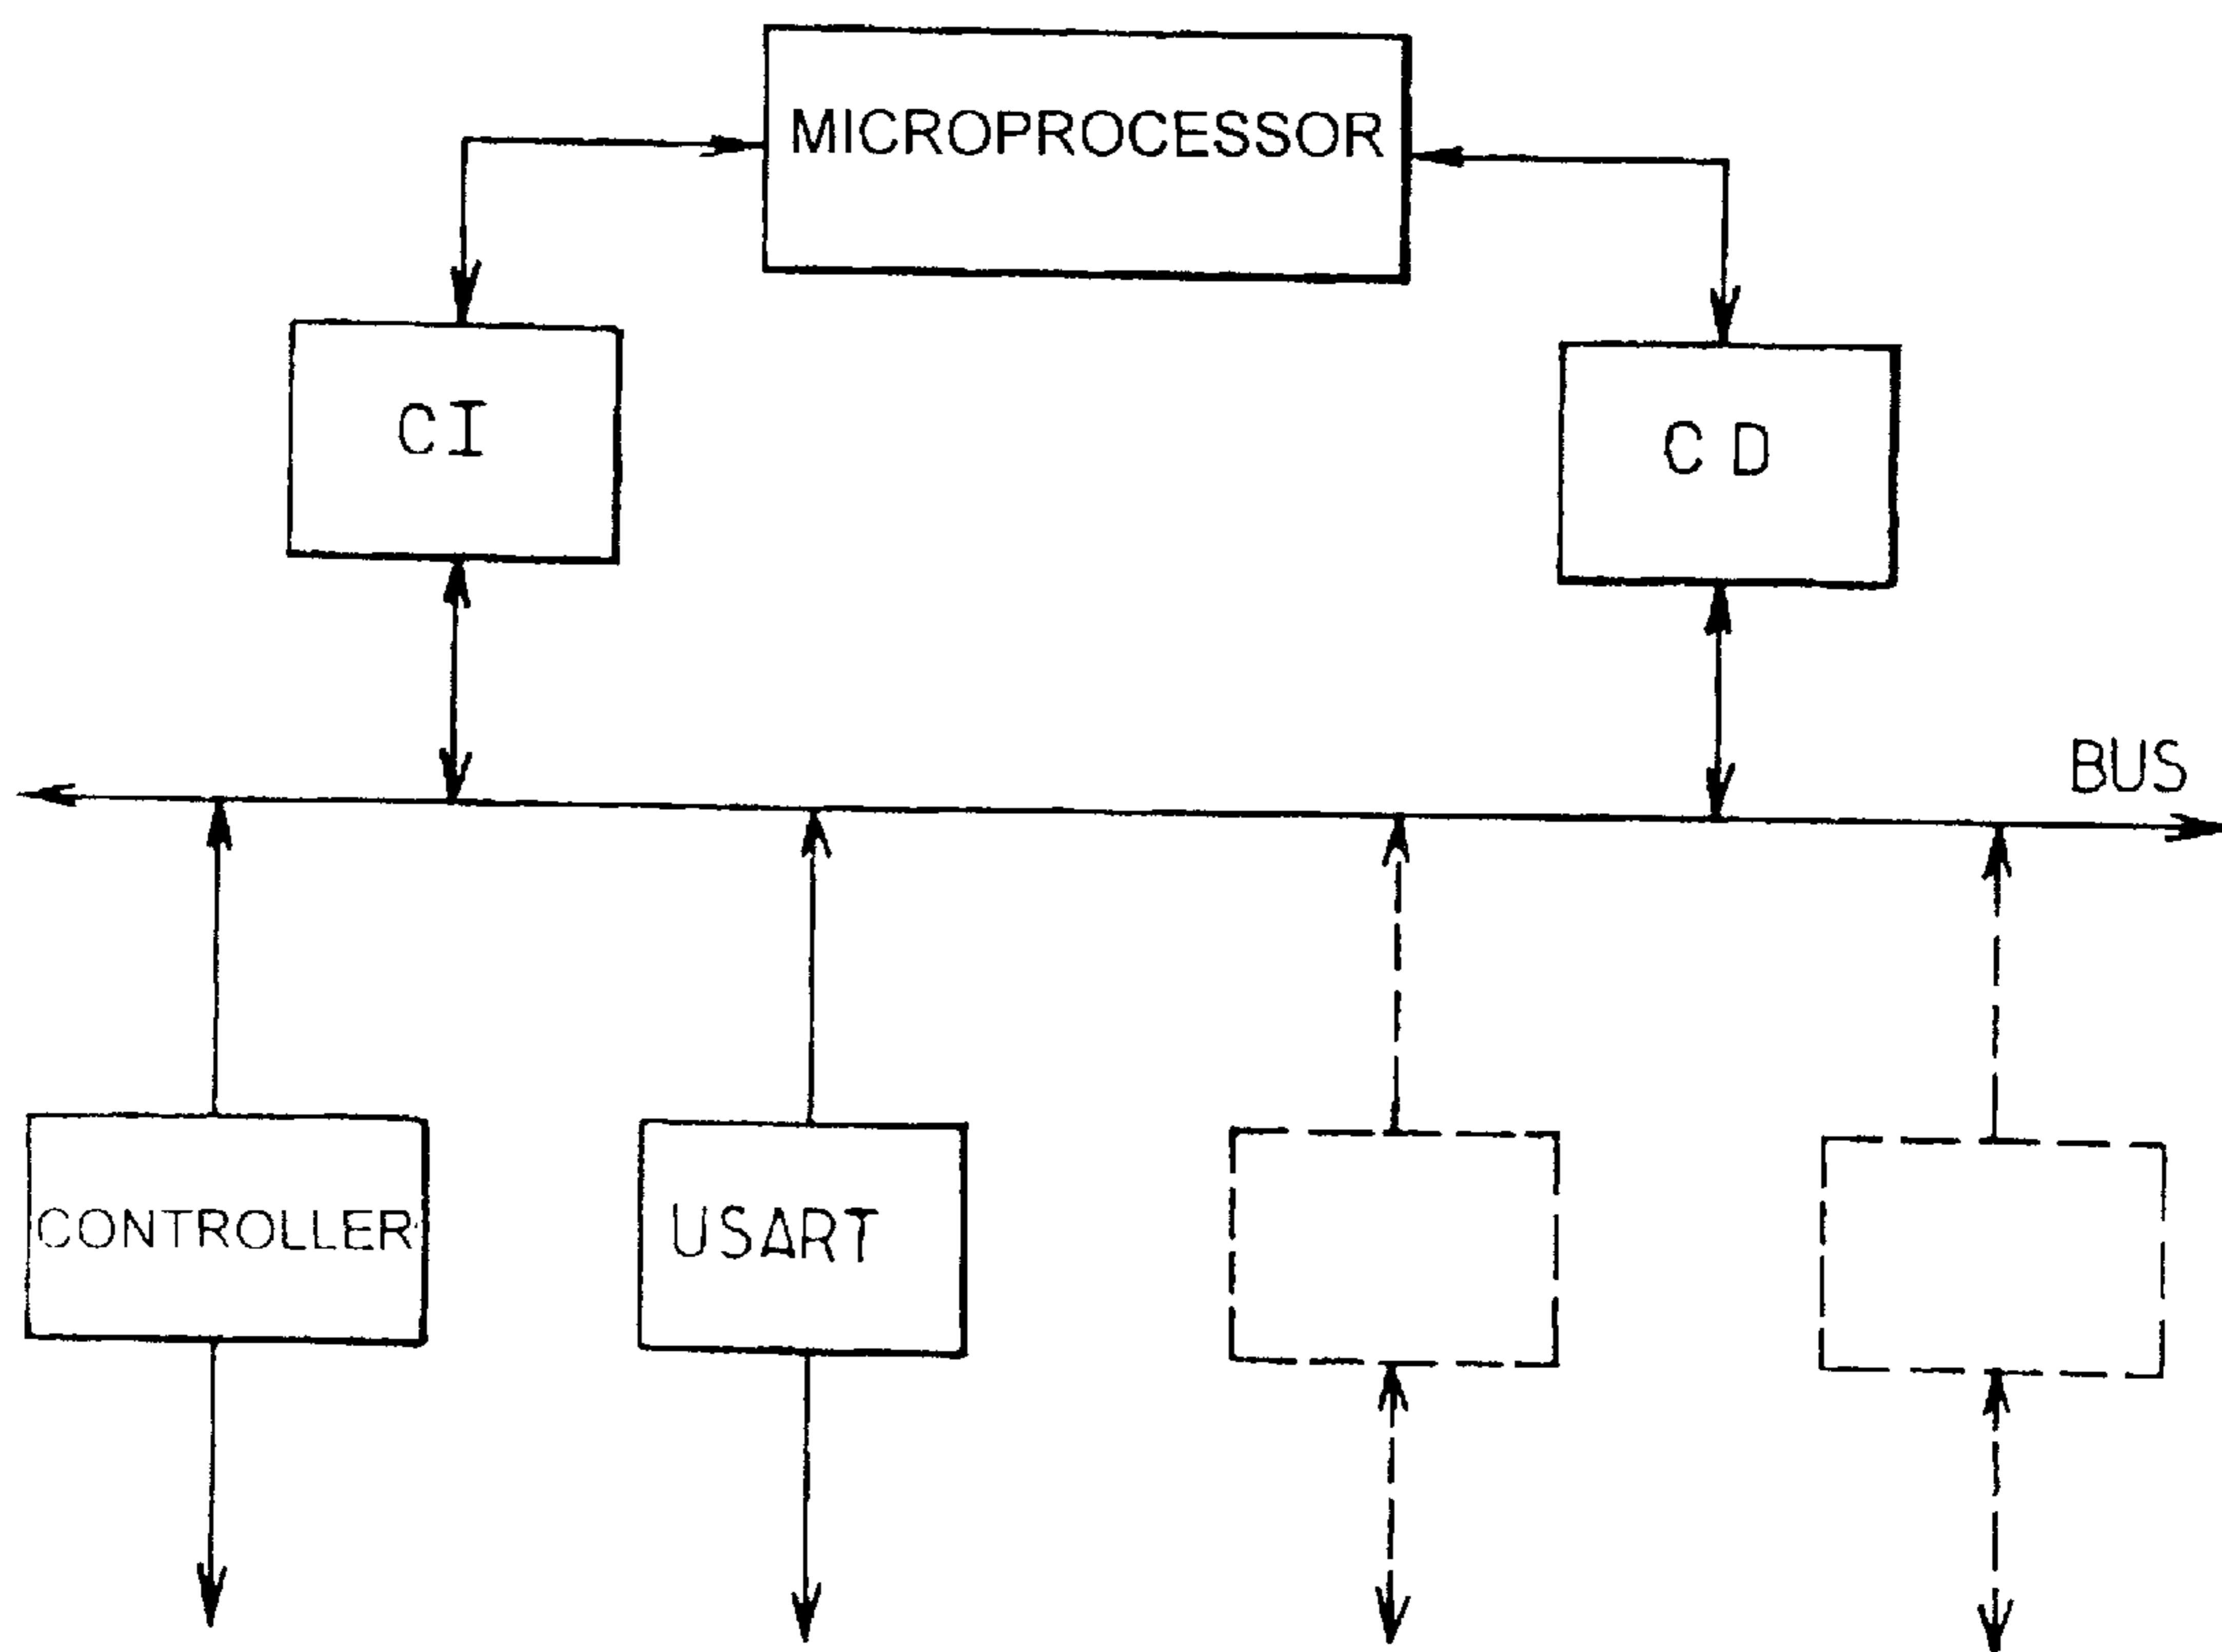 MICROPROCESSOR
CI
CD
BUS
CONTROLLER
USART